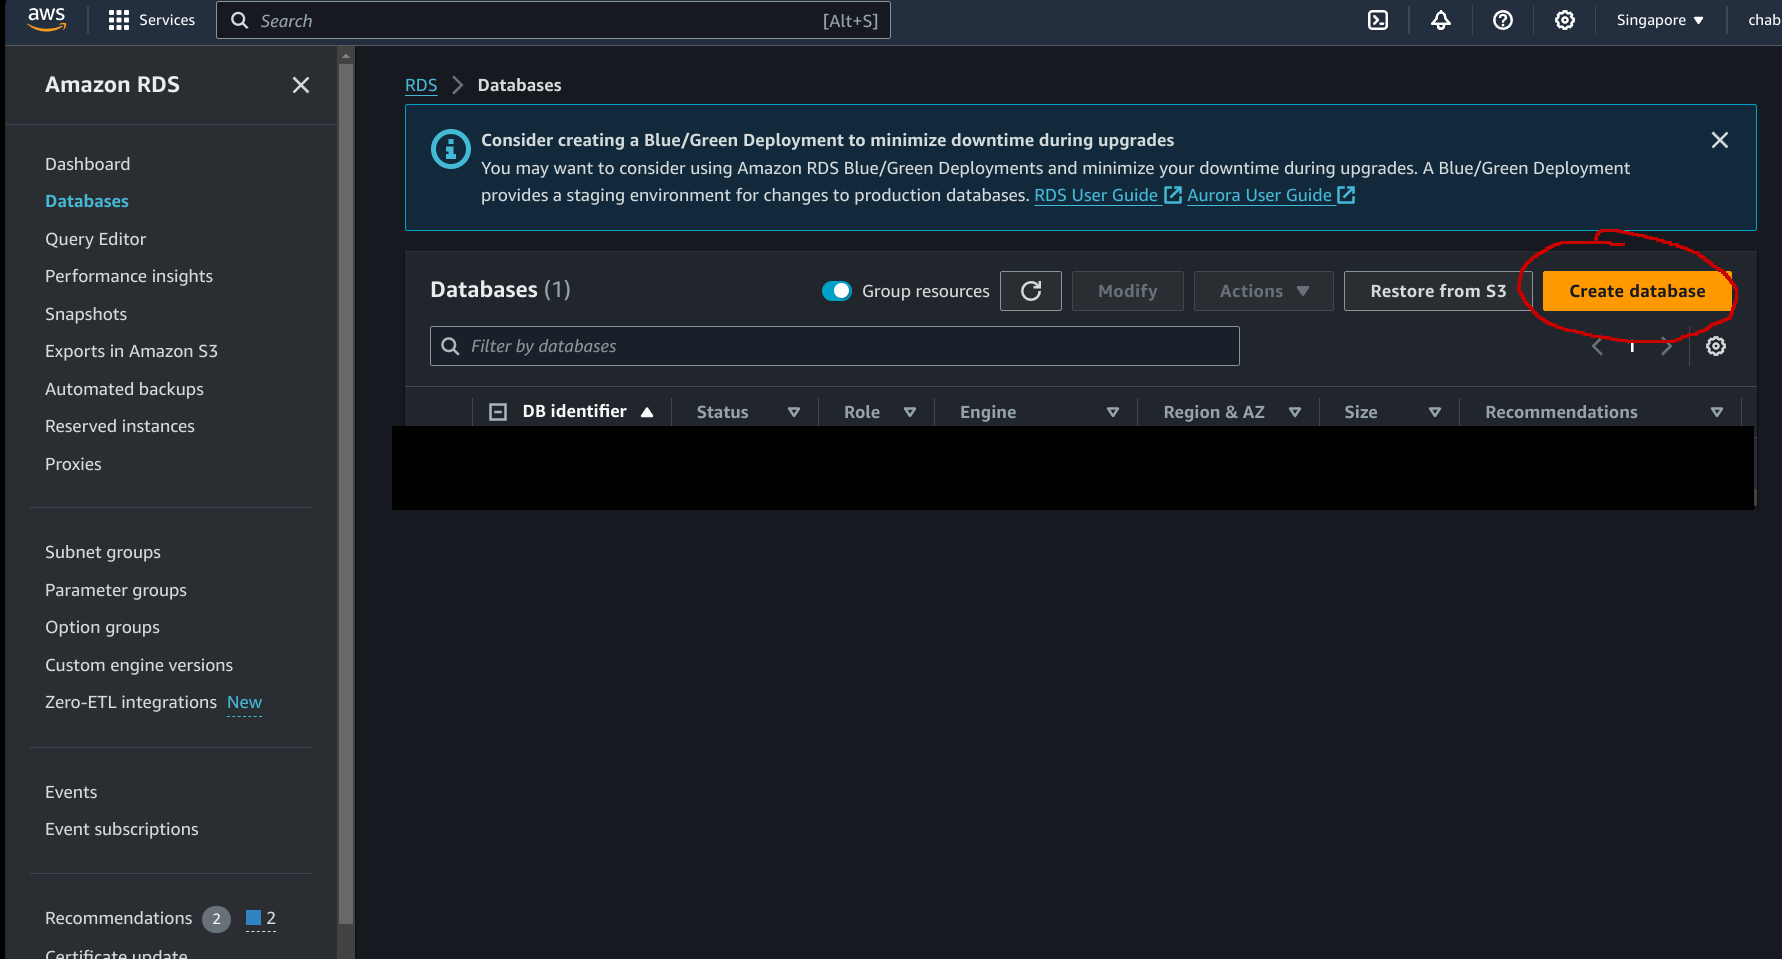 aws
Services
Search
[Alt+S]
Singapore
chab
Amazon RDS
Dashboard
Databases
Query Editor
Performance insights
Snapshots
Exports in Amazon S3
Automated backups
Reserved instances
Proxies
Subnet groups
Parameter groups
Option groups
Custom engine versions
Zero-ETL integrations New
Events
Event subscriptions
Recommendations 2 2
Certificate update
RDS
Databases
Consider creating a Blue/Green Deployment to minimize downtime during upgrades
You may want to consider using Amazon RDS Blue/Green Deployments and minimize your downtime during upgrades. A Blue/Green Deployment
provides a staging environment for changes to production databases. RDS User Guide Aurora User Guide
Databases (1)
Group resources
Modify
Actions
Restore from S3
Create database
Filter by databases
1
DB identifier
Status
Role
Engine
Region & AZ
Size
Recommendations